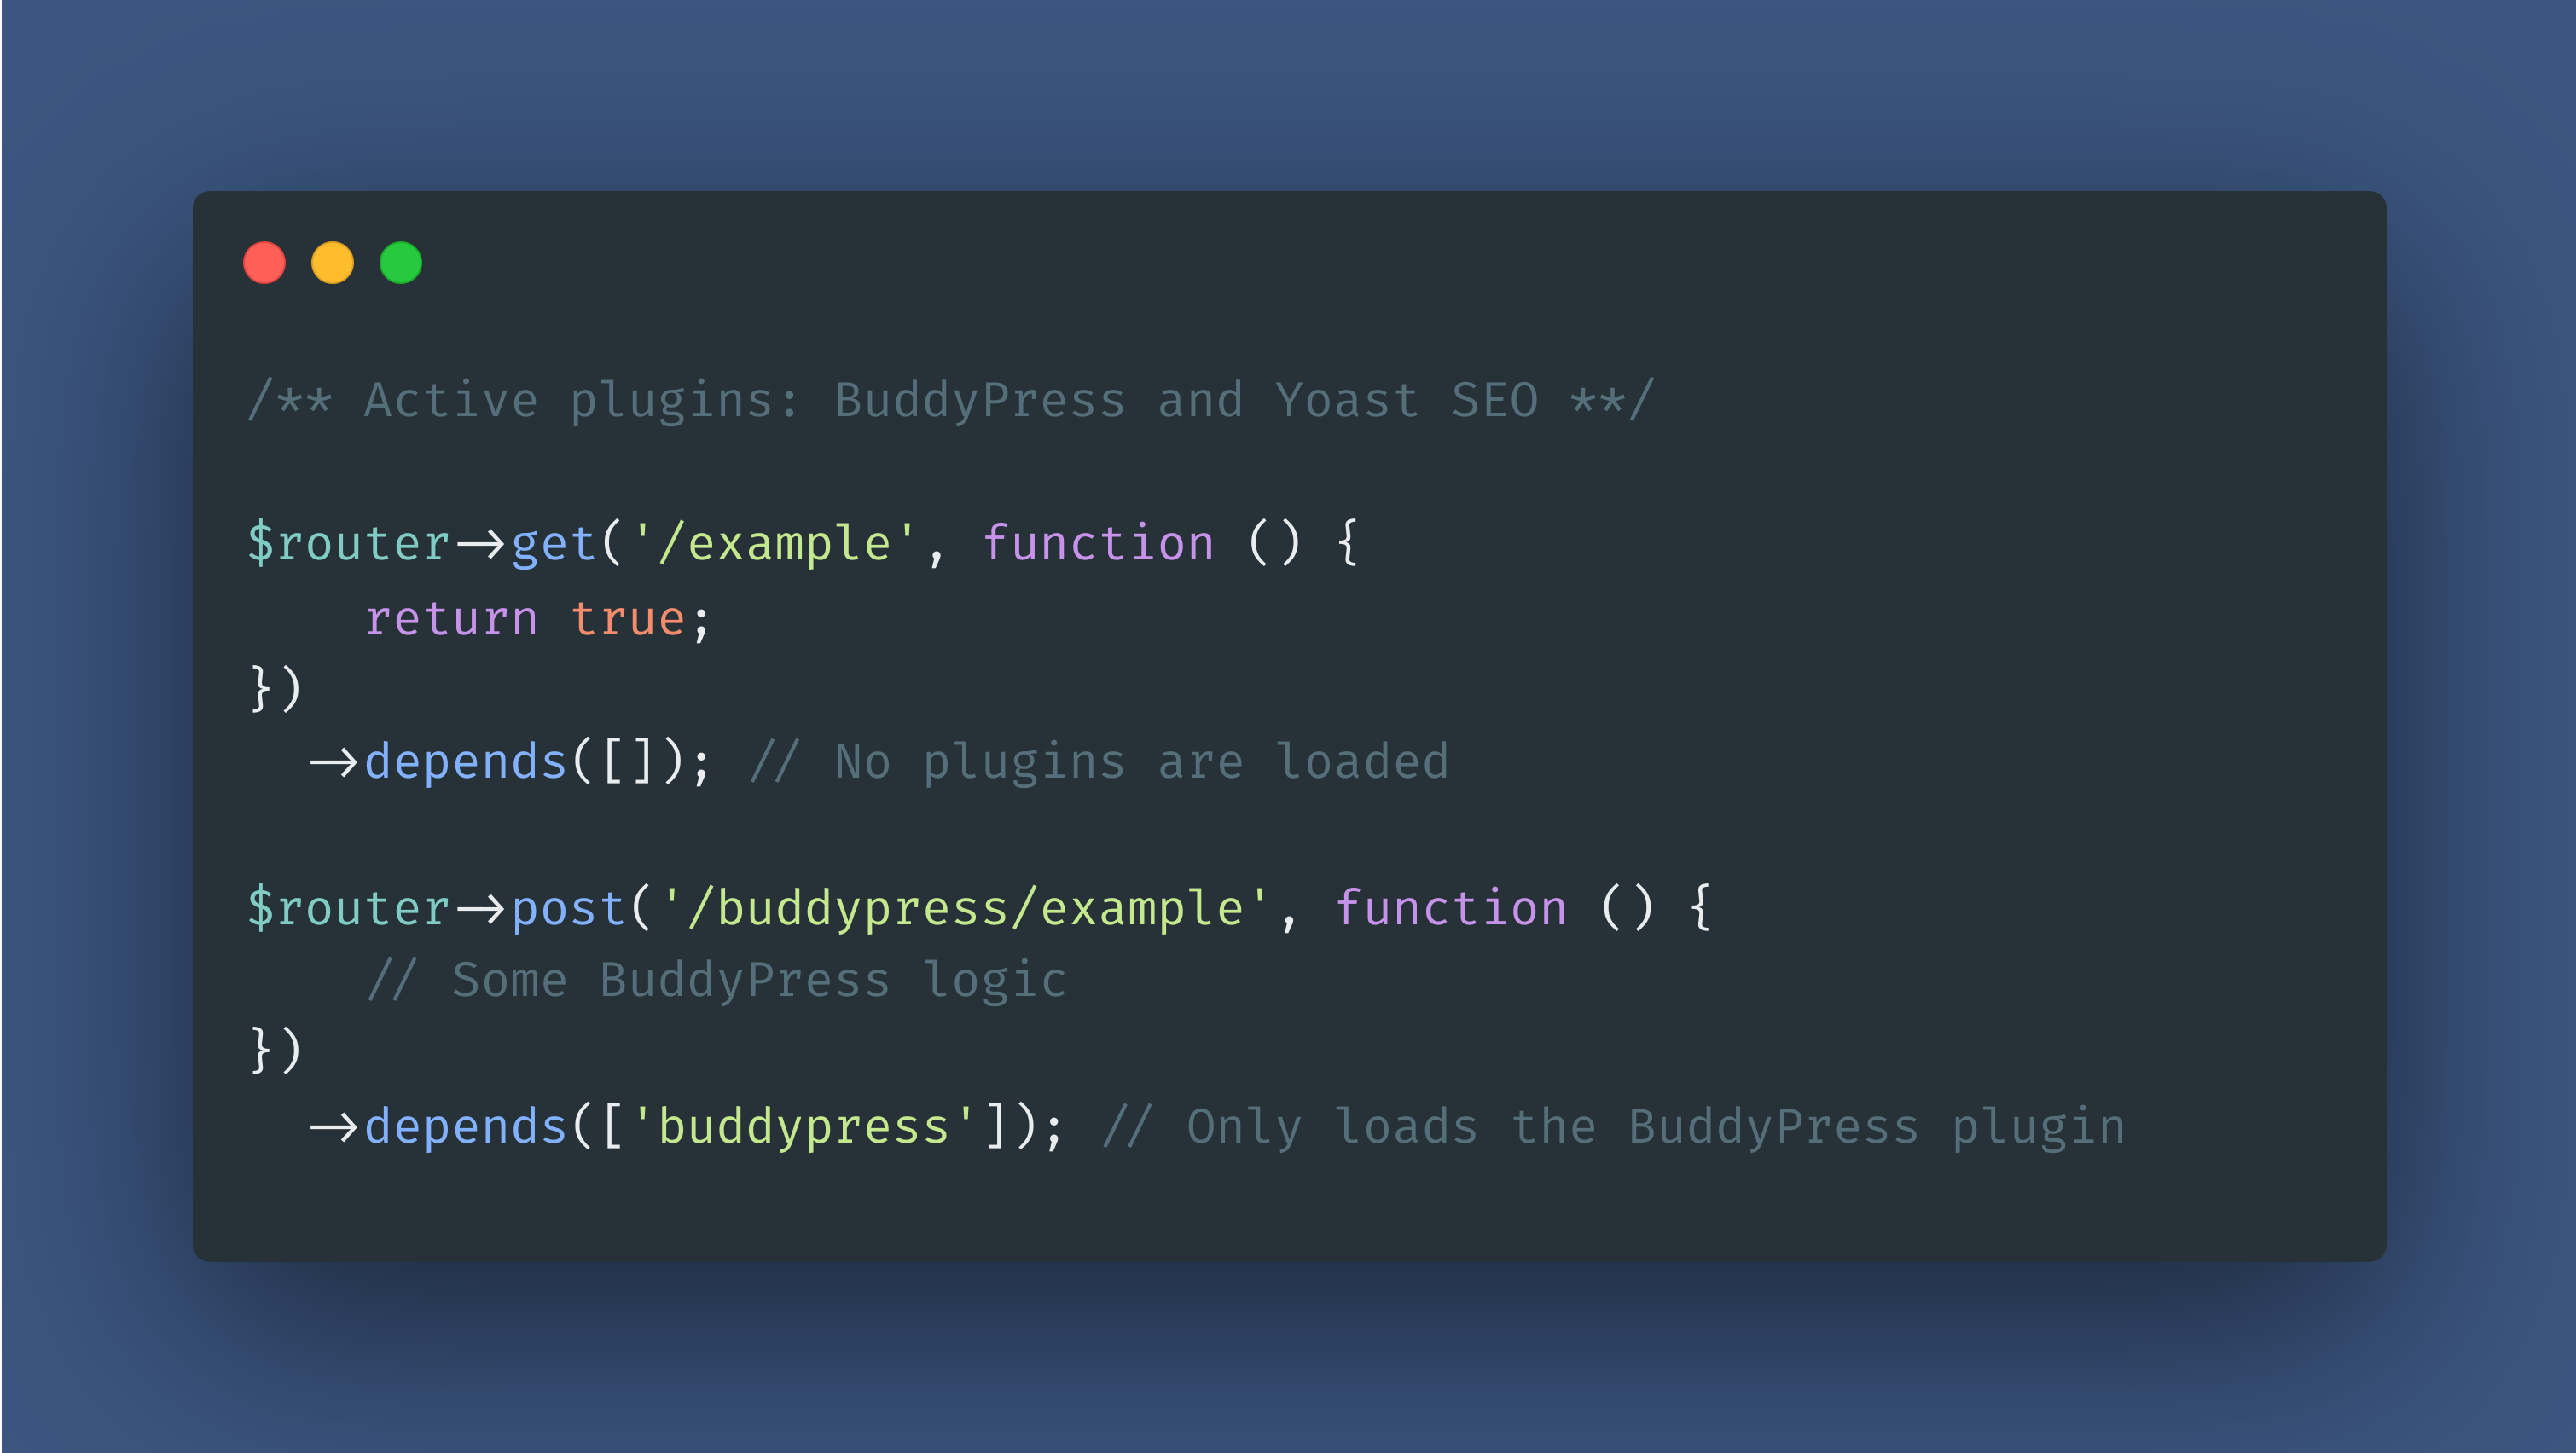 /** Active plugins: BuddyPress and Yoast SEO **/
$router->get('/example', function () {
    return true;
})
  ->depends([]); // No plugins are loaded
$router->post('/buddypress/example', function () {
    // Some BuddyPress logic
})
  ->depends(['buddypress']); // Only loads the BuddyPress plugin